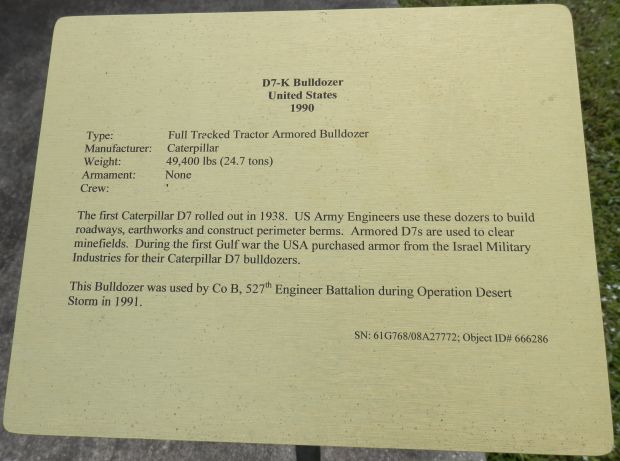 D7-K Bulldozer
United States
1990
Type: Full Tracked Tractor Armored Bulldozer
Manufacturer: Caterpillar
Weight: 49,400 lbs (24.7 tons)
Armament: None
Crew:
The first Caterpillar D7 rolled out in 1938. US Army Engineers use these dozers to build
roadways, earthworks and construct perimeter berms. Armored D7s are used to clear
minefields. During the first Gulf war the USA purchased armor from the Israel Military
Industries for their Caterpillar D7 bulldozers.
This Bulldozer was used by Co B, 527th Engineer Battalion during Operation Desert
Storm in 1991.
SN: 61G768/08A27772; Object ID# 666286